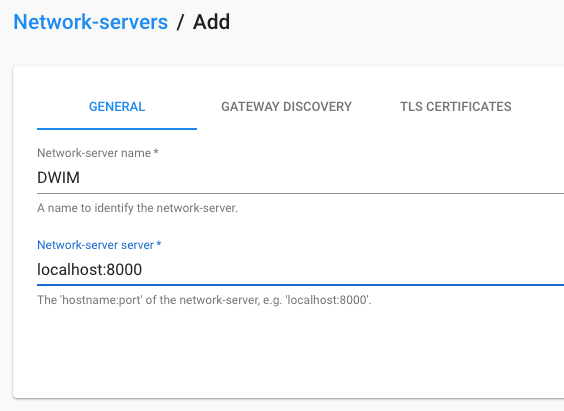 Network-servers / Add
GENERAL GATEWAY DISCOVERY TLS CERTIFICATES
Network-server name *
DWIM
A name to identify the network-server.
Network-server server *
localhost:8000
The 'hostname:port' of the network-server, e.g. 'localhost:8000'.